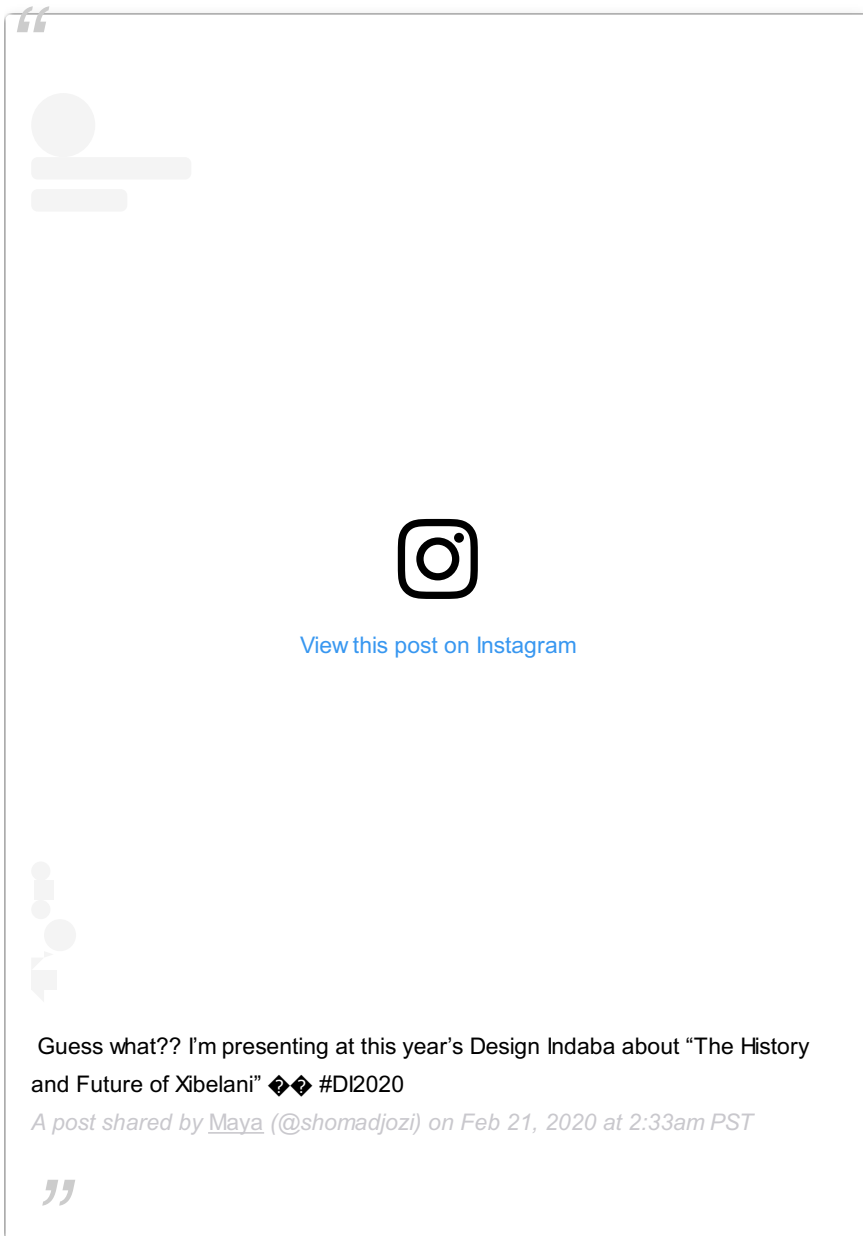 “
View this post on Instagram
Guess what?? I’m presenting at this year’s Design Indaba about “The History
and Future of Xibelani” �� #DI2020
A post shared by Maya (@shomadjozi) on Feb 21, 2020 at 2:33am PST
”